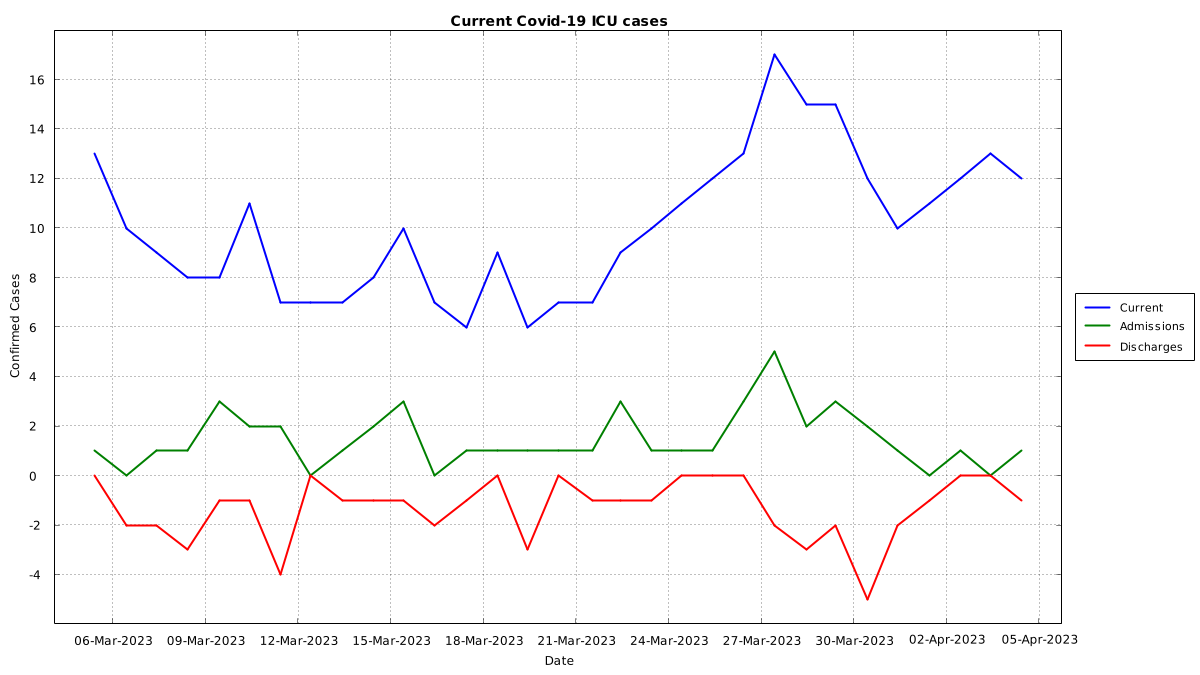 Current Covid-19 ICU cases
16
14
12
10
8
6
4
2
0
-2
-4
Confirmed Cases
06-Mar-2023 09-Mar-2023 12-Mar-2023 15-Mar-2023 18-Mar-2023 21-Mar-2023 24-Mar-2023 27-Mar-2023 30-Mar-2023 02-Apr-2023 05-Apr-2023
Date
Current
Admissions
Discharges